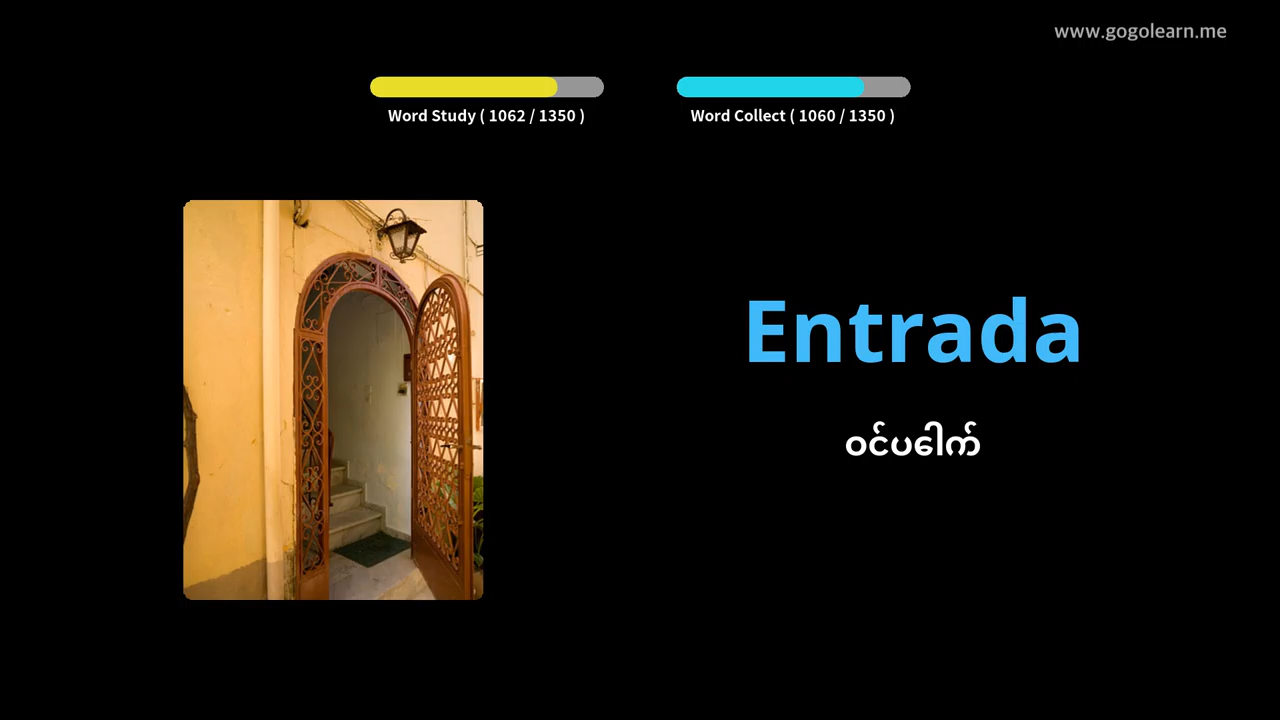 www.gogolearn.me
Word Study ( 1062 / 1350 )
Word Collect ( 1060 / 1350 )
Entrada
ဝင်ပေါက်